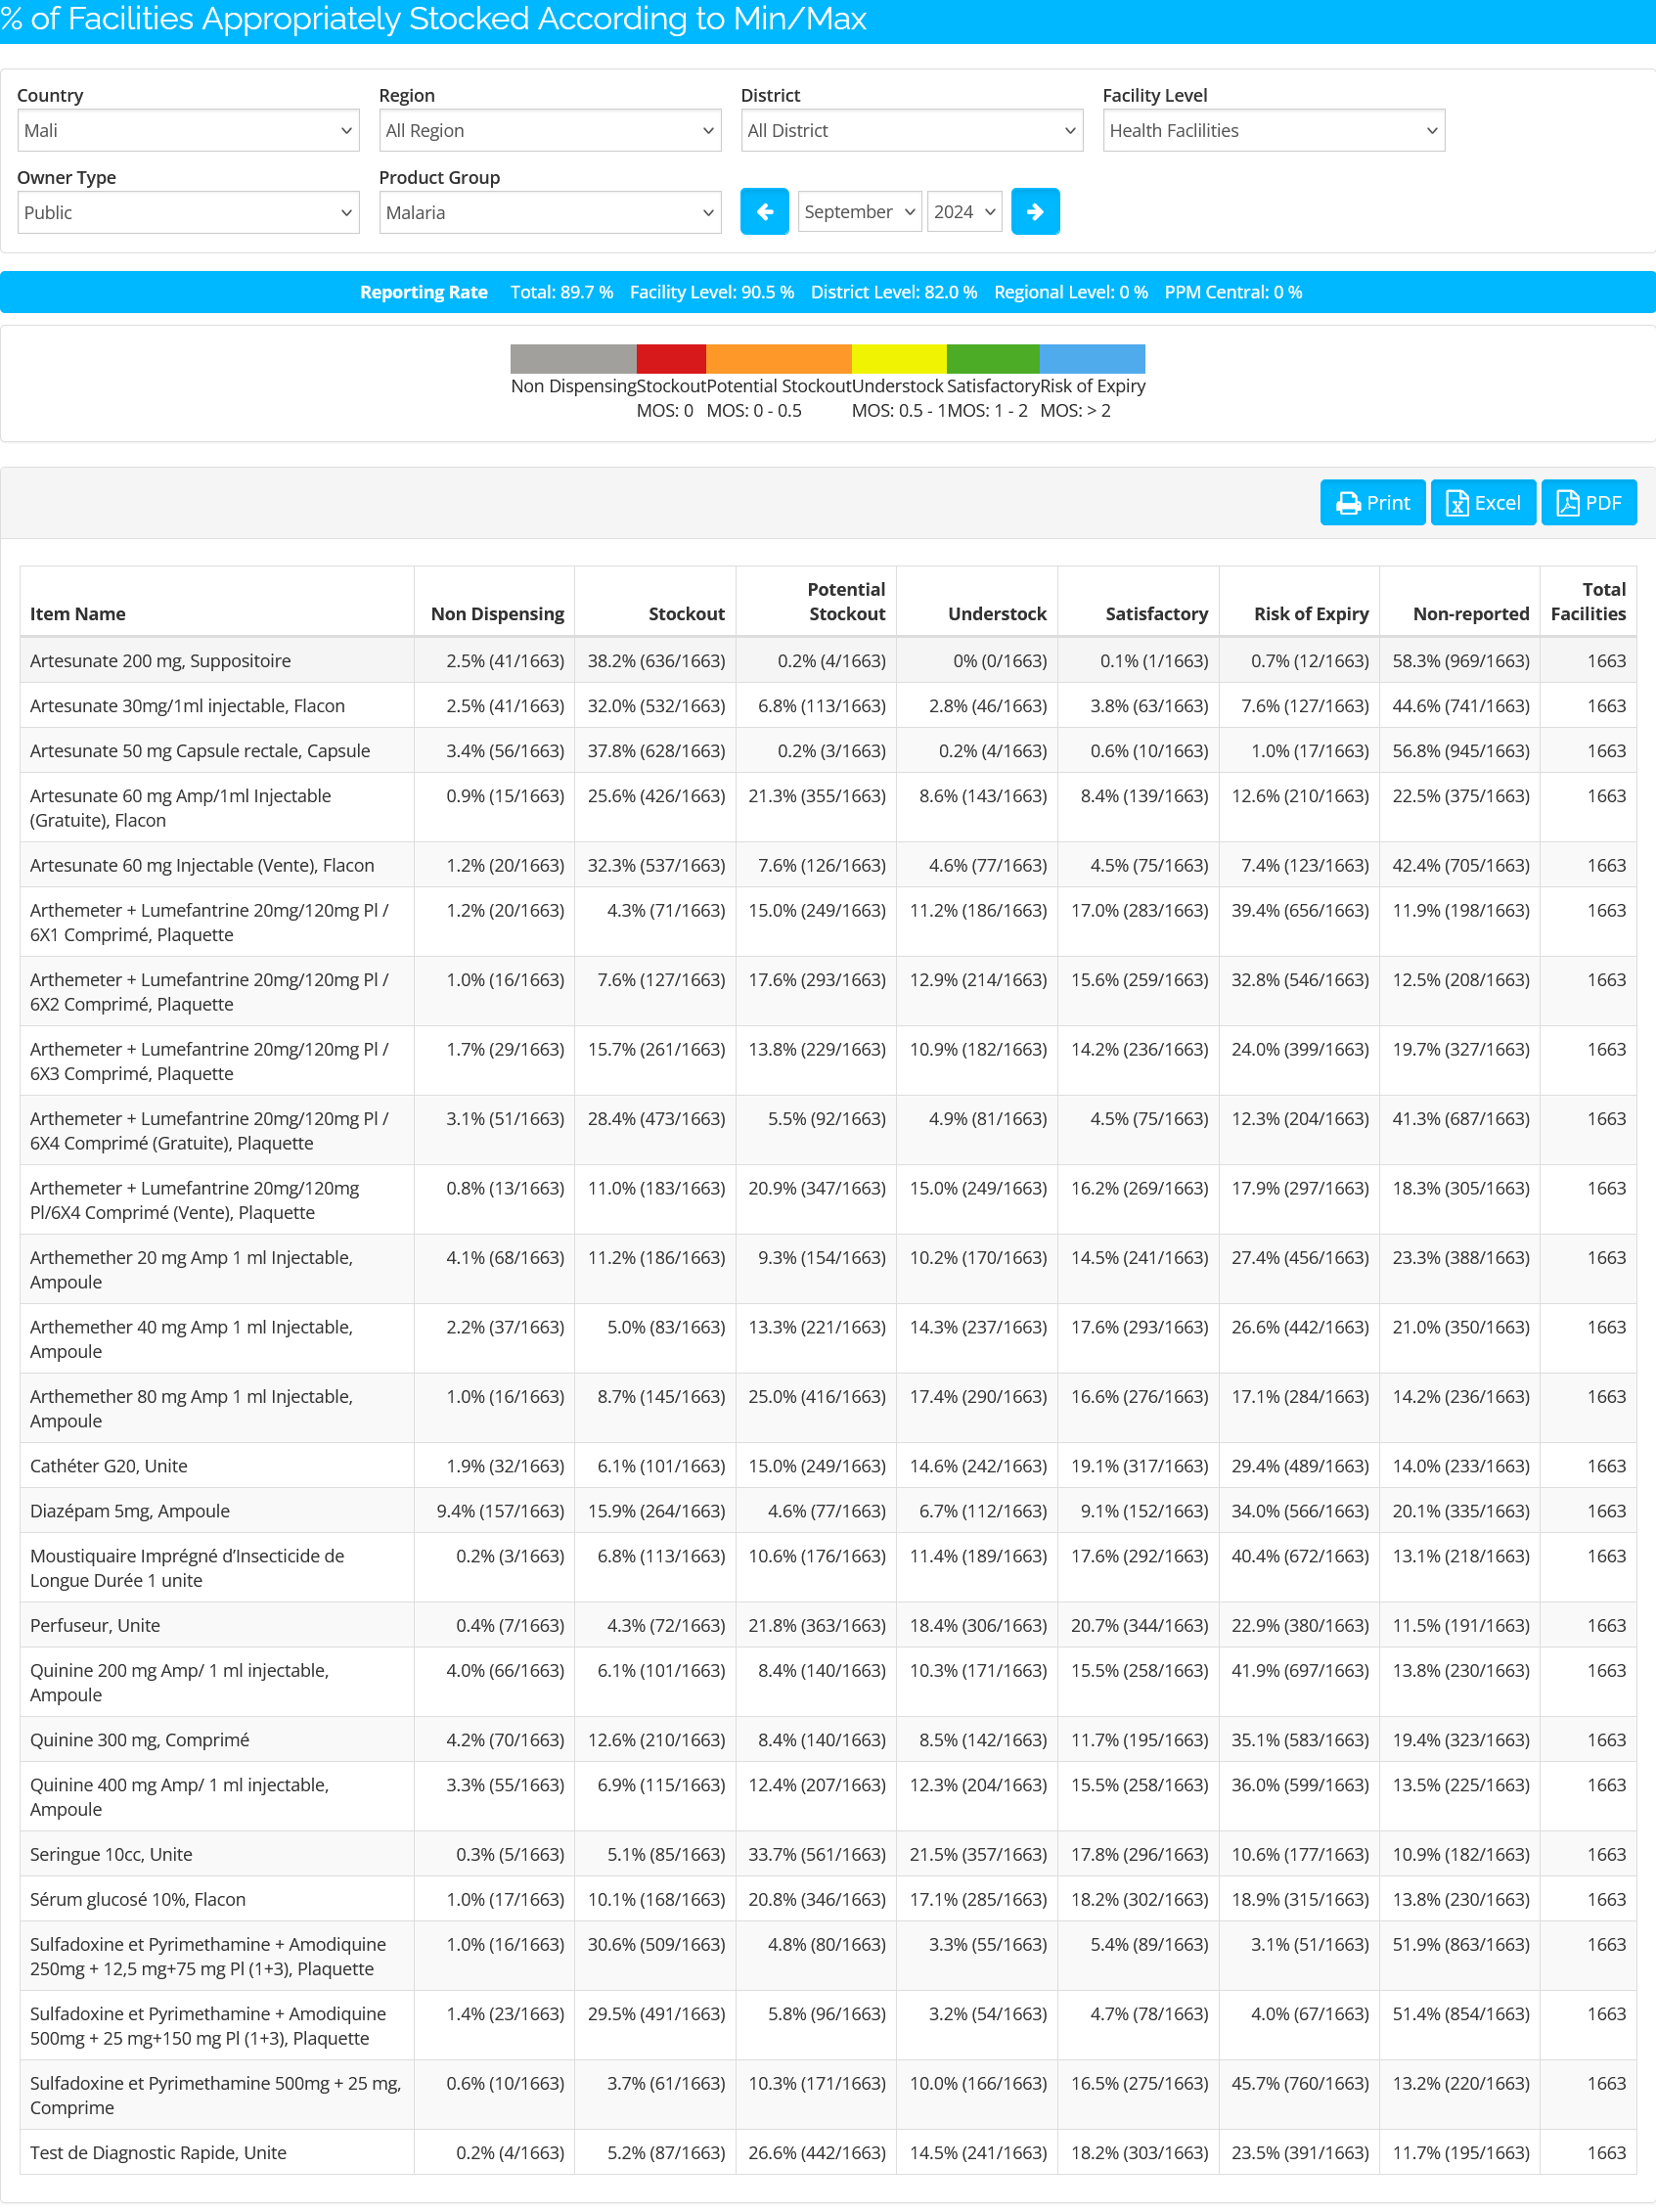 % of Facilities Appropriately Stocked According to Min/Max
Country
Region
District
Facility Level
Mali
All Region
All District
Health Faclilities
Owner Type
Product Group
Public
Malaria
September
2024
Reporting Rate Total: 89.7 % Facility Level: 90.5 % District Level: 82.0 % Regional Level: 0 % PPM Central: 0 %
Non Dispensing Stockout Potential Stockout Understock Satisfactory Risk of Expiry
MOS: 0 MOS: 0 - 0.5 MOS: 0.5 - 1 MOS: 1 - 2 MOS: > 2
Print Excel PDF
Item Name Non Dispensing Stockout Potential Stockout Understock Satisfactory Risk of Expiry Non-reported Total Facilities
Artesunate 200 mg, Suppositoire 2.5% (41/1663) 38.2% (636/1663) 0.2% (4/1663) 0% (0/1663) 0.1% (1/1663) 0.7% (12/1663) 58.3% (969/1663) 1663
Artesunate 30mg/1ml injectable, Flacon 2.5% (41/1663) 32.0% (532/1663) 6.8% (113/1663) 2.8% (46/1663) 3.8% (63/1663) 7.6% (127/1663) 44.6% (741/1663) 1663
Artesunate 50 mg Capsule rectale, Capsule 3.4% (56/1663) 37.8% (628/1663) 0.2% (3/1663) 0.2% (4/1663) 0.6% (10/1663) 1.0% (17/1663) 56.8% (945/1663) 1663
Artesunate 60 mg Amp/1ml Injectable 0.9% (15/1663) 25.6% (426/1663) 21.3% (355/1663) 8.6% (143/1663) 8.4% (139/1663) 12.6% (210/1663) 22.5% (375/1663) 1663
(Gratuite), Flacon
Artesunate 60 mg Injectable (Vente), Flacon 1.2% (20/1663) 32.3% (537/1663) 7.6% (126/1663) 4.6% (77/1663) 4.5% (75/1663) 7.4% (123/1663) 42.4% (705/1663) 1663
Arthemeter + Lumefantrine 20mg/120mg Pl / 1.2% (20/1663) 4.3% (71/1663) 15.0% (249/1663) 11.2% (186/1663) 17.0% (283/1663) 39.4% (656/1663) 11.9% (198/1663) 1663
6X1 Comprimé, Plaquette
Arthemeter + Lumefantrine 20mg/120mg Pl / 1.0% (16/1663) 7.6% (127/1663) 17.6% (293/1663) 12.9% (214/1663) 15.6% (259/1663) 32.8% (546/1663) 12.5% (208/1663) 1663
6X2 Comprimé, Plaquette
Arthemeter + Lumefantrine 20mg/120mg Pl / 1.7% (29/1663) 15.7% (261/1663) 13.8% (229/1663) 10.9% (182/1663) 14.2% (236/1663) 24.0% (399/1663) 19.7% (327/1663) 1663
6X3 Comprimé, Plaquette
Arthemeter + Lumefantrine 20mg/120mg Pl / 3.1% (51/1663) 28.4% (473/1663) 5.5% (92/1663) 4.9% (81/1663) 4.5% (75/1663) 12.3% (204/1663) 41.3% (687/1663) 1663
6X4 Comprimé (Gratuite), Plaquette
Arthemeter + Lumefantrine 20mg/120mg 0.8% (13/1663) 11.0% (183/1663) 20.9% (347/1663) 15.0% (249/1663) 16.2% (269/1663) 17.9% (297/1663) 18.3% (305/1663) 1663
Pl/6X4 Comprimé (Vente), Plaquette
Arthemether 20 mg Amp 1 ml Injectable, 4.1% (68/1663) 11.2% (186/1663) 9.3% (154/1663) 10.2% (170/1663) 14.5% (241/1663) 27.4% (456/1663) 23.3% (388/1663) 1663
Ampoule
Arthemether 40 mg Amp 1 ml Injectable, 2.2% (37/1663) 5.0% (83/1663) 13.3% (221/1663) 14.3% (237/1663) 17.6% (293/1663) 26.6% (442/1663) 21.0% (350/1663) 1663
Ampoule
Arthemether 80 mg Amp 1 ml Injectable, 1.0% (16/1663) 8.7% (145/1663) 25.0% (416/1663) 17.4% (290/1663) 16.6% (276/1663) 17.1% (284/1663) 14.2% (236/1663) 1663
Ampoule
Cathéter G20, Unite 1.9% (32/1663) 6.1% (101/1663) 15.0% (249/1663) 14.6% (242/1663) 19.1% (317/1663) 29.4% (489/1663) 14.0% (233/1663) 1663
Diazépam 5mg, Ampoule 9.4% (157/1663) 15.9% (264/1663) 4.6% (77/1663) 6.7% (112/1663) 9.1% (152/1663) 34.0% (566/1663) 20.1% (335/1663) 1663
Moustiquaire Imprégné d’Insecticide de 0.2% (3/1663) 6.8% (113/1663) 10.6% (176/1663) 11.4% (189/1663) 17.6% (292/1663) 40.4% (672/1663) 13.1% (218/1663) 1663
Longue Durée 1 unite
Perfuseur, Unite 0.4% (7/1663) 4.3% (72/1663) 21.8% (363/1663) 18.4% (306/1663) 20.7% (344/1663) 22.9% (380/1663) 11.5% (191/1663) 1663
Quinine 200 mg Amp/ 1 ml injectable, 4.0% (66/1663) 6.1% (101/1663) 8.4% (140/1663) 10.3% (171/1663) 15.5% (258/1663) 41.9% (697/1663) 13.8% (230/1663) 1663
Ampoule
Quinine 300 mg, Comprimé 4.2% (70/1663) 12.6% (210/1663) 8.4% (140/1663) 8.5% (142/1663) 11.7% (195/1663) 35.1% (583/1663) 19.4% (323/1663) 1663
Quinine 400 mg Amp/ 1 ml injectable, 3.3% (55/1663) 6.9% (115/1663) 12.4% (207/1663) 12.3% (204/1663) 15.5% (258/1663) 36.0% (599/1663) 13.5% (225/1663) 1663
Ampoule
Seringue 10cc, Unite 0.3% (5/1663) 5.1% (85/1663) 33.7% (561/1663) 21.5% (357/1663) 17.8% (296/1663) 10.6% (177/1663) 10.9% (182/1663) 1663
Sérum glucosé 10%, Flacon 1.0% (17/1663) 10.1% (168/1663) 20.8% (346/1663) 17.1% (285/1663) 18.2% (302/1663) 18.9% (315/1663) 13.8% (230/1663) 1663
Sulfadoxine et Pyrimethamine + Amodiquine 1.0% (16/1663) 30.6% (509/1663) 4.8% (80/1663) 3.3% (55/1663) 5.4% (89/1663) 3.1% (51/1663) 51.9% (863/1663) 1663
250mg + 12,5 mg+75 mg Pl (1+3), Plaquette
Sulfadoxine et Pyrimethamine + Amodiquine 1.4% (23/1663) 29.5% (491/1663) 5.8% (96/1663) 3.2% (54/1663) 4.7% (78/1663) 4.0% (67/1663) 51.4% (854/1663) 1663
500mg + 25 mg+150 mg Pl (1+3), Plaquette
Sulfadoxine et Pyrimethamine 500mg + 25 mg, 0.6% (10/1663) 3.7% (61/1663) 10.3% (171/1663) 10.0% (166/1663) 16.5% (275/1663) 45.7% (760/1663) 13.2% (220/1663) 1663
Comprime
Test de Diagnostic Rapide, Unite 0.2% (4/1663) 5.2% (87/1663) 26.6% (442/1663) 14.5% (241/1663) 18.2% (303/1663) 23.5% (391/1663) 11.7% (195/1663) 1663